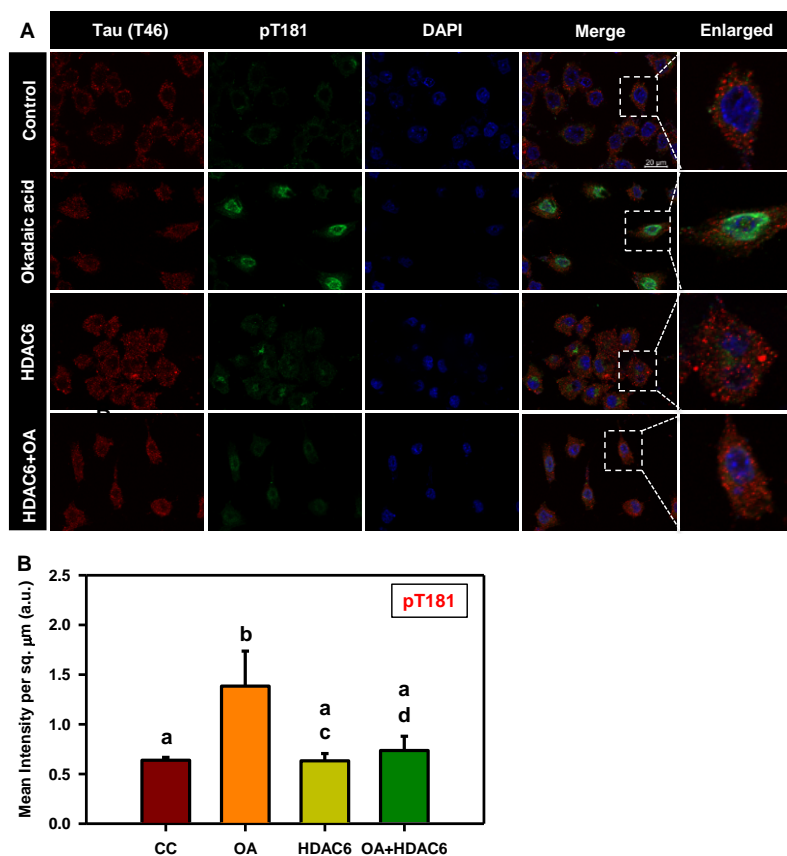 A
Tau (T46) pT181 DAPI Merge Enlarged
Control
20 µm
Okadaic acid
HDAC6
HDAC6+OA
B
2.5
2.0
1.5
1.0
0.5
0.0
Mean Intensity per sq. µm (a.u.)
pT181
a
b
a
c
a
d
CC OA HDAC6 OA+HDAC6